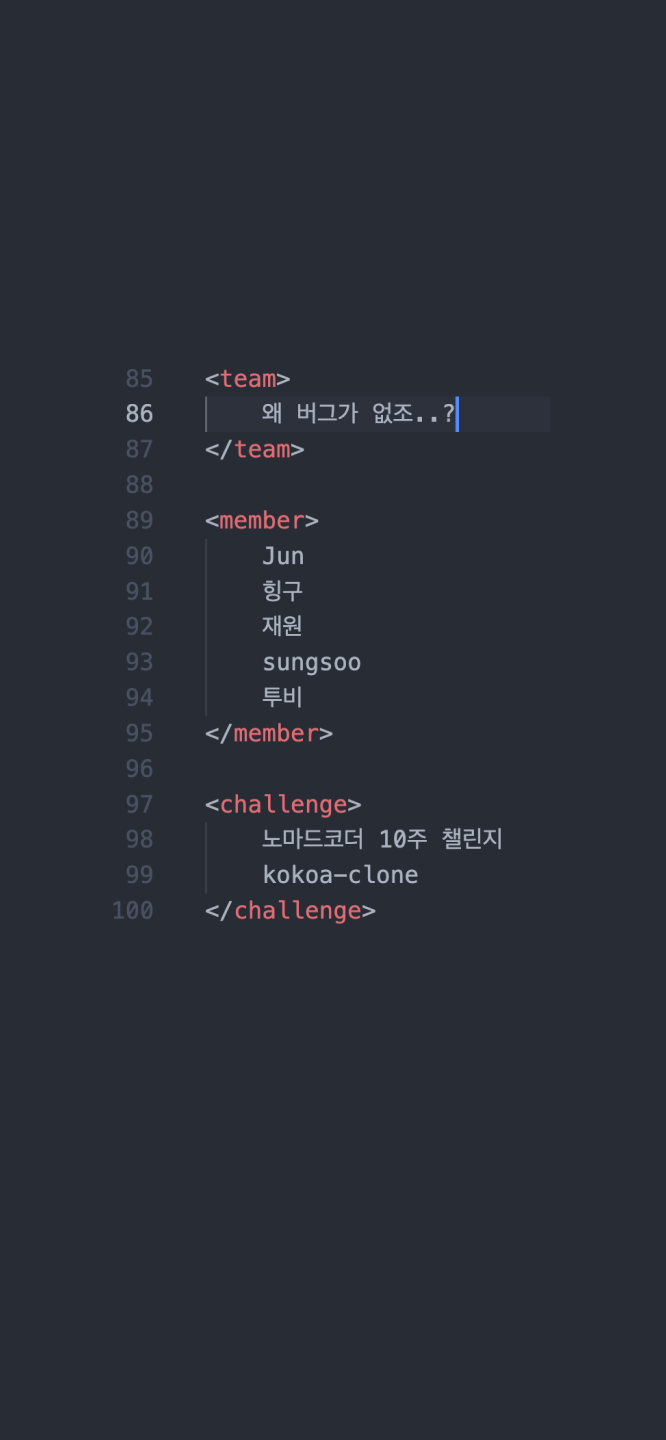 85 <team>
86 왜 버그가 없조..?
87 </team>
88
89 <member>
90 Jun
91 힝구
92 재원
93 sungsoo
94 투비
95 </member>
96
97 <challenge>
98 노마드코더 10주 챌린지
99 kokoa-clone
100 </challenge>